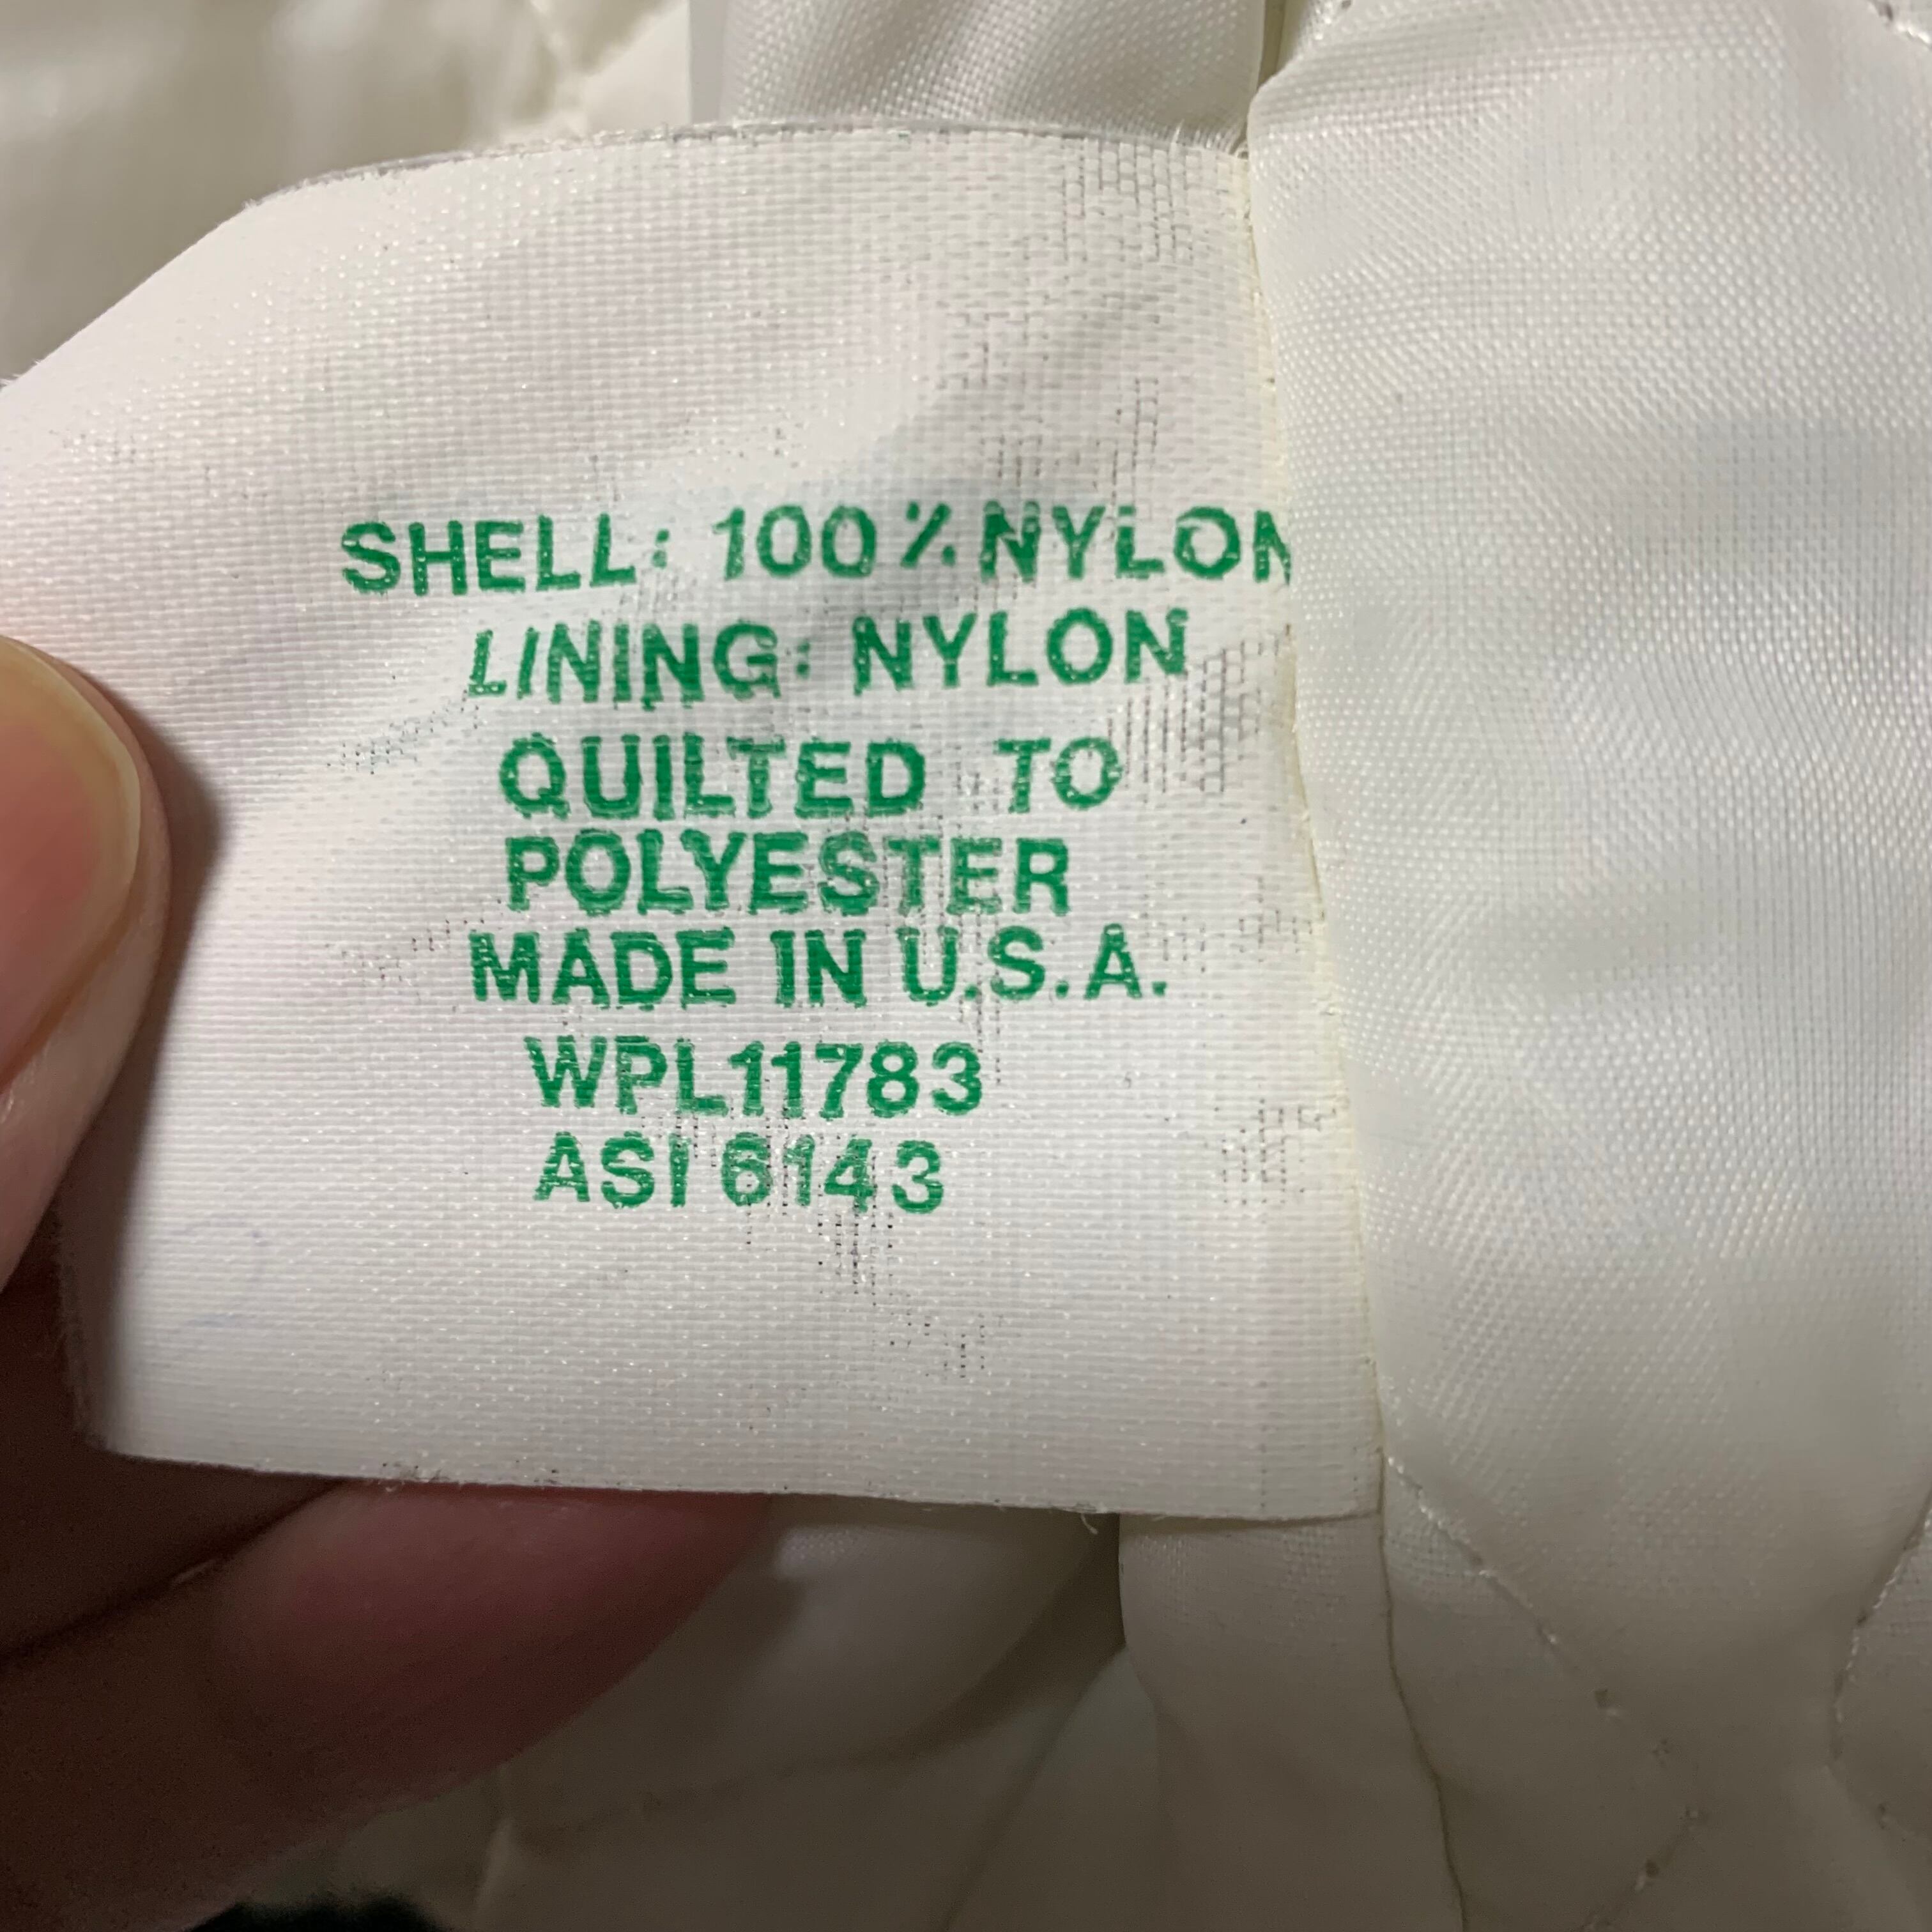 SHELL: 100% NYLON
LINING: NYLON
QUILTED TO
POLYESTER
MADE IN U.S.A.
WPL11783
ASI 6143